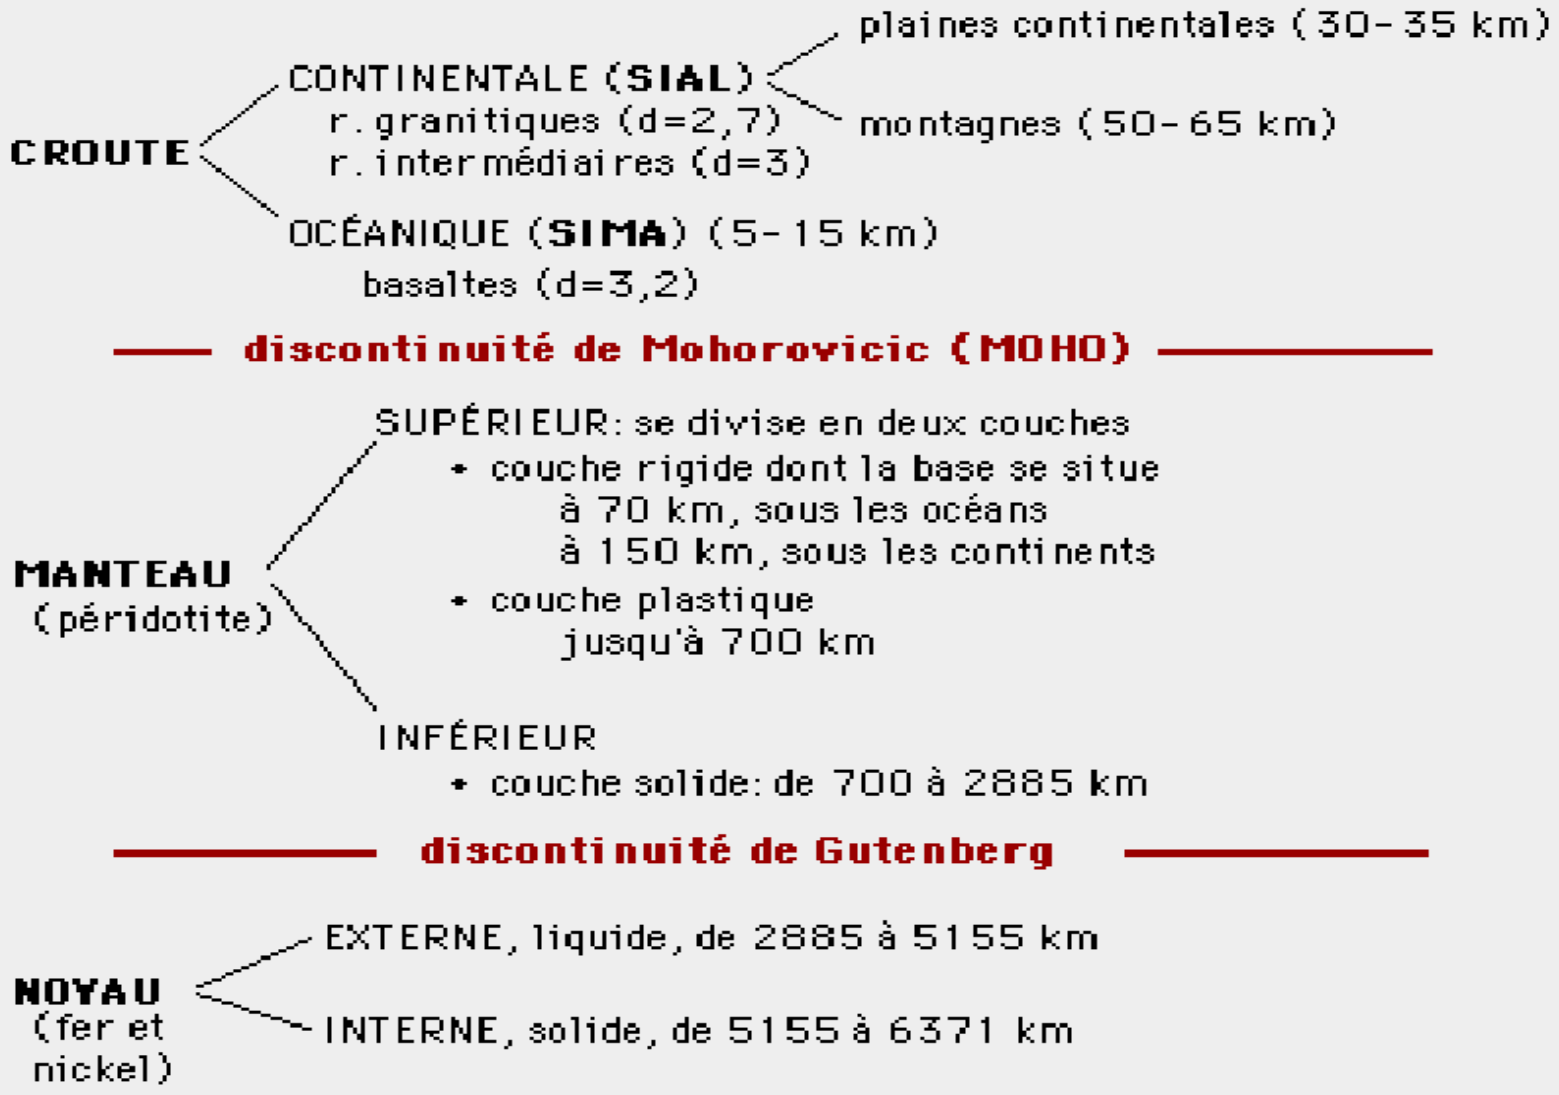 plaines continentales (30-35 km)
CONTINENTALE (SIAL)
r. granitiques (d=2,7)
montagnes (50-65 km)
CROUTE
r. intermédiaires (d=3)
OCÉANIQUE (SIMA) (5-15 km)
basaltes (d=3,2)
discontinuité de Mohorovicic (MOHO)
SUPÉRIEUR: se divise en deux couches
• couche rigide dont la base se situe
à 70 km, sous les océans
à 150 km, sous les continents
MANTEAU
(péridotite)
• couche plastique
jusqu'à 700 km
INFÉRIEUR
• couche solide: de 700 à 2885 km
discontinuité de Gutenberg
EXTERNE, liquide, de 2885 à 5155 km
NOYAU
(fer et
nickel)
INTERNE, solide, de 5155 à 6371 km